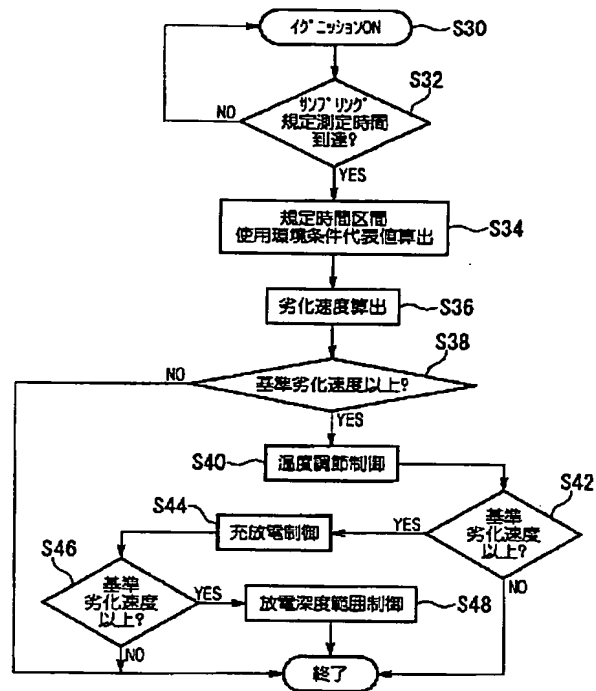 イグニッションON
S30
S32
サンプリング
規定測定時間
到達?
NO
YES
規定時間区間
使用環境条件代表値算出
S34
劣化速度算出
S36
S38
基準劣化速度以上?
NO
YES
S40
温度調節制御
S42
基準
劣化速度
以上?
YES
NO
S44
充放電制御
S46
基準
劣化速度
以上?
YES
NO
放電深度範囲制御
S48
終了